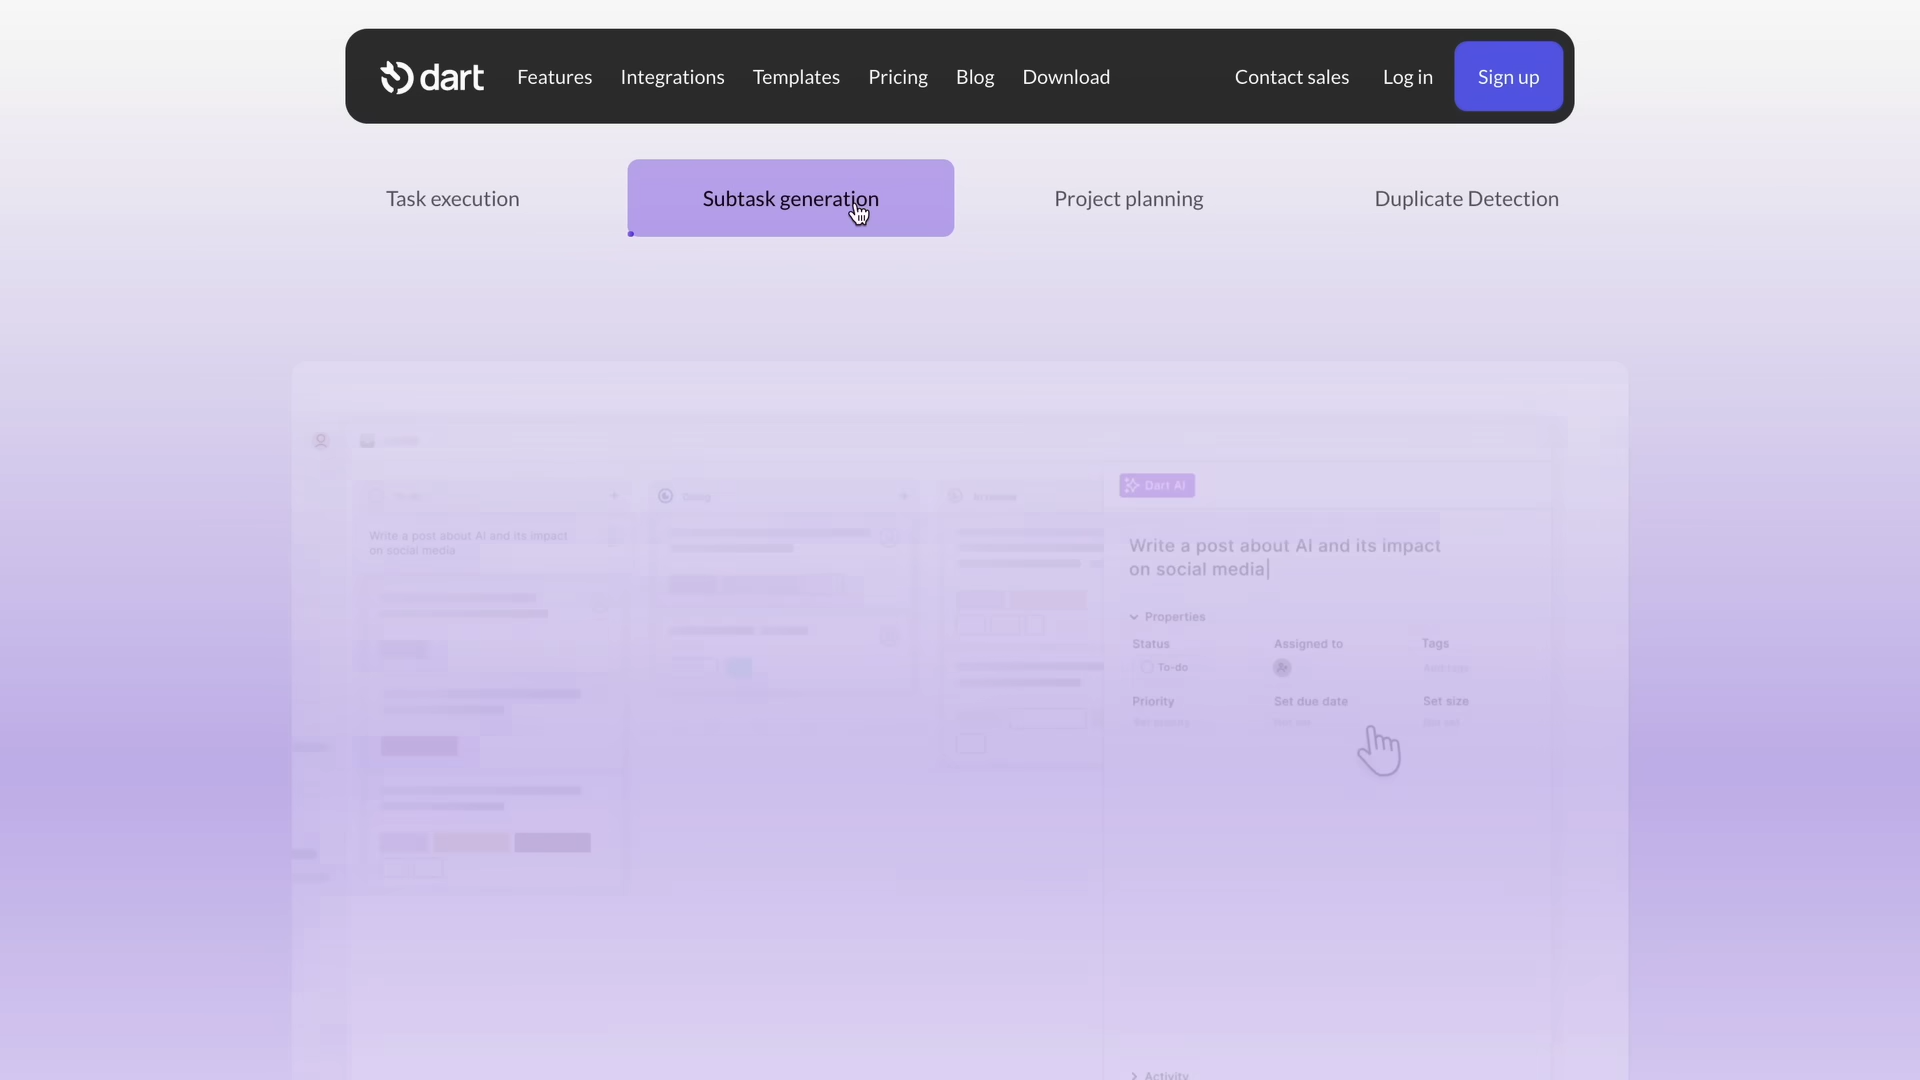 dart
Features
Integrations
Templates
Pricing
Blog
Download
Contact sales
Log in
Sign up
Task execution
Subtask generation
Project planning
Duplicate Detection
Dart AI
Write a post about AI and its impact
on social media
Write a post about AI and its impact
on social media
Properties
Status
Assigned to
Tags
To-do
Priority
Set due date
Set size
Activity